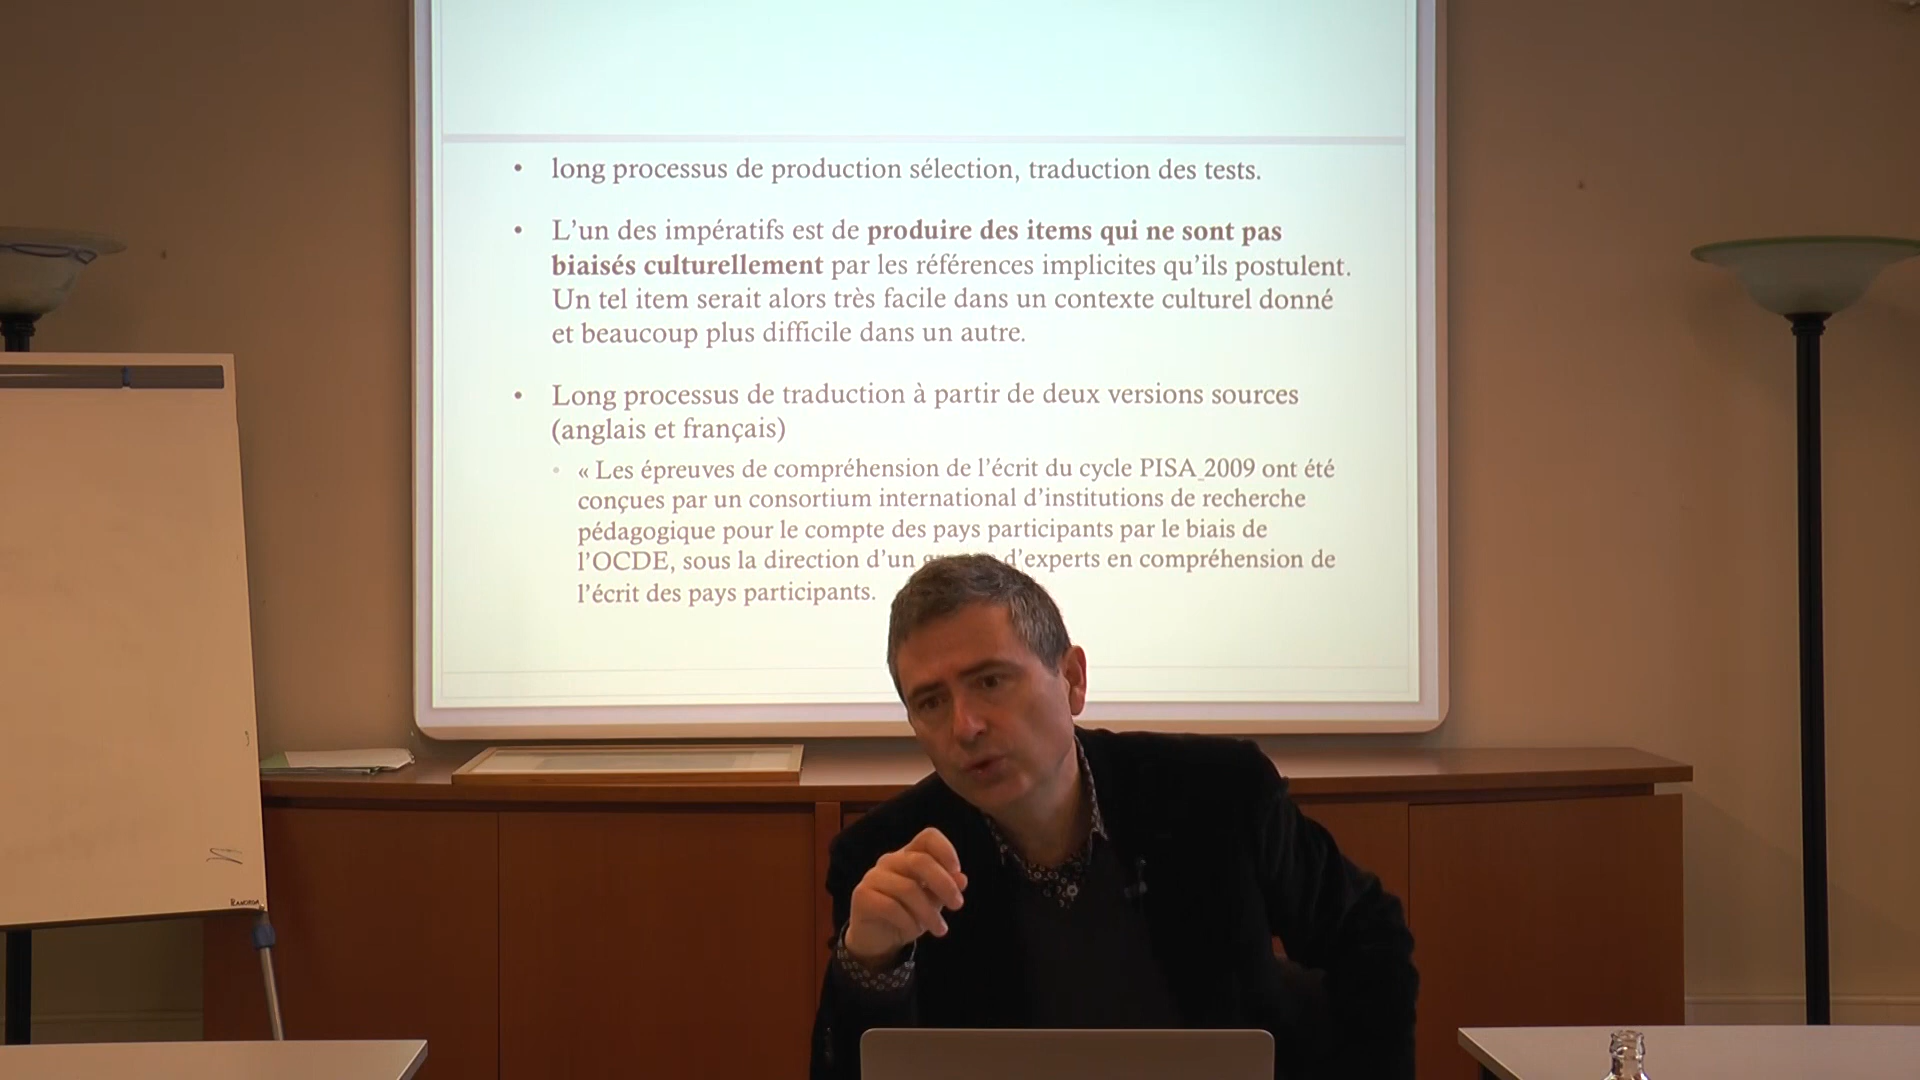 • long processus de production sélection, traduction des tests.
• L'un des impératifs est de produire des items qui ne sont pas
biaisés culturellement par les références implicites qu'ils postulent.
Un tel item serait alors très facile dans un contexte culturel donné
et beaucoup plus difficile dans un autre.
• Long processus de traduction à partir de deux versions sources
(anglais et français)
• « Les épreuves de compréhension de l'écrit du cycle PISA 2009 ont été
conçues par un consortium international d'institutions de recherche
pédagogique pour le compte des pays participants par le biais de
l'OCDE, sous la direction d'un d'experts en compréhension de
l'écrit des pays participants.